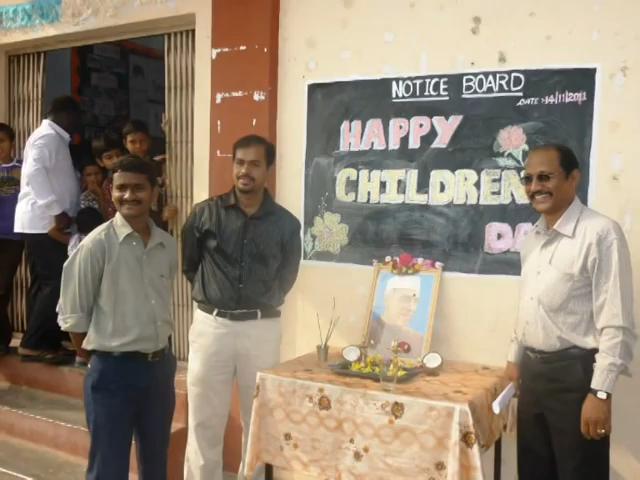 NOTICE BOARD
DATE :-14/11/2011
HAPPY
CHILDREN
DA